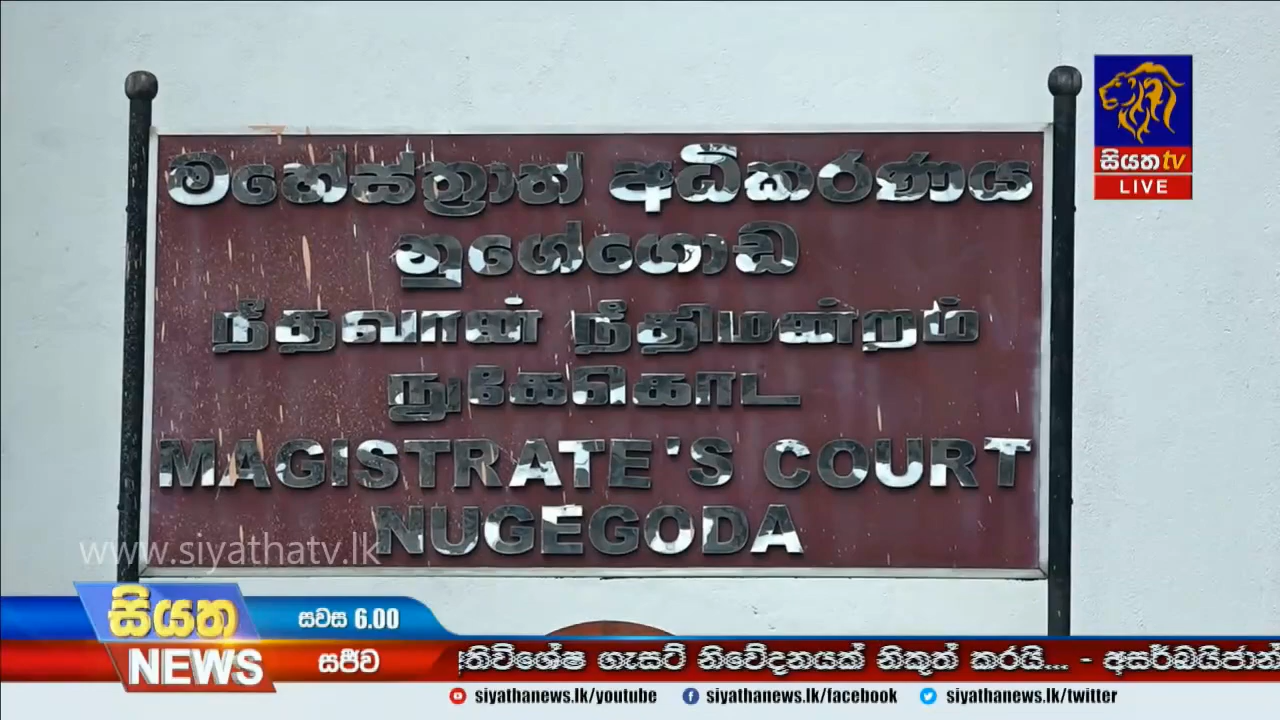 සියත tv
LIVE
මහේස්ත්‍රාත් අධිකරණය
නුගේගොඩ
நீதவான் நீதிமன்றம்
நுகேகொட
MAGISTRATE'S COURT
NUGEGODA
www.siyathatv.lk
සියත
NEWS
සවස 6.00
සජීව
නිවේදනයක් නිකුත් කරයි... - අසර්බයිජාන්
siyathanews.lk/youtube
siyathanews.lk/facebook
siyathanews.lk/twitter